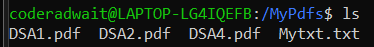 coderadwait@LAPTOP-LG4IQEFB:/MyPdfs$ ls
DSA1.pdf  DSA2.pdf  DSA4.pdf  Mytxt.txt